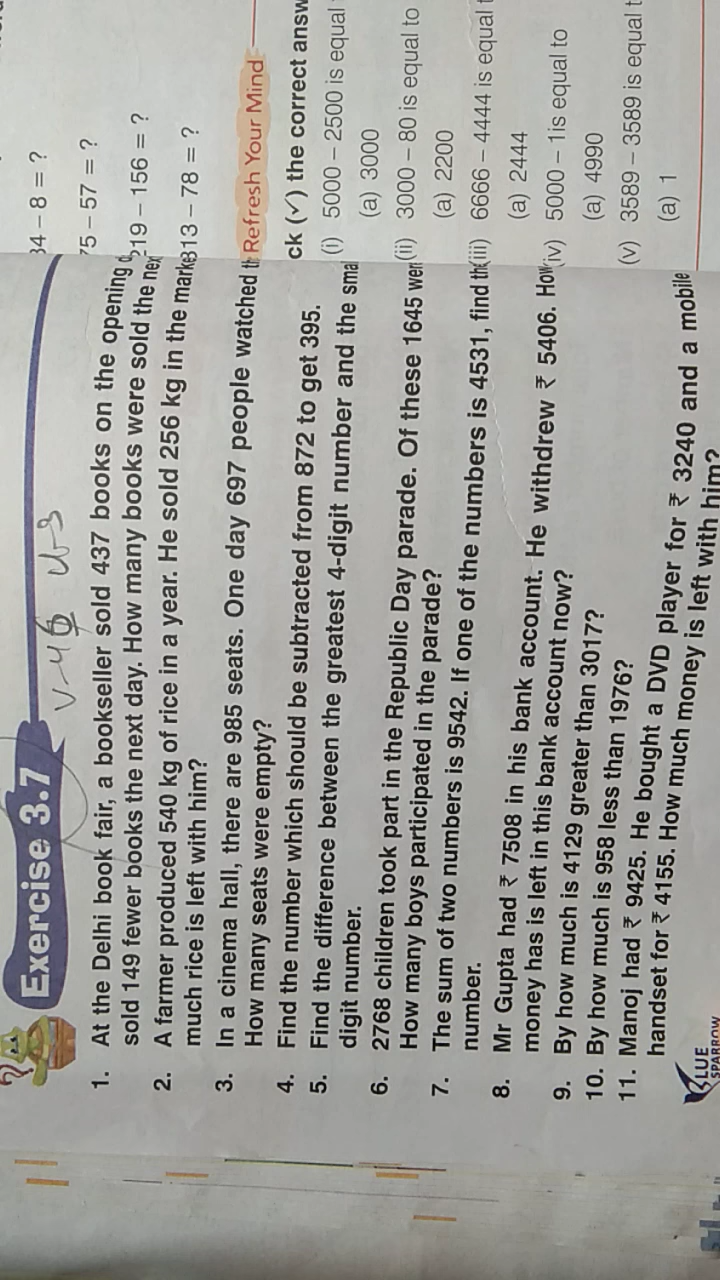 Exercise 3.7
1. At the Delhi book fair, a bookseller sold 437 books on the opening
sold 149 fewer books the next day. How many books were sold the nex
2. A farmer produced 540 kg of rice in a year. He sold 256 kg in the marke
much rice is left with him?
3. In a cinema hall, there are 985 seats. One day 697 people watched th
How many seats were empty?
4. Find the number which should be subtracted from 872 to get 395.
5. Find the difference between the greatest 4-digit number and the smal
digit number.
6. 2768 children took part in the Republic Day parade. Of these 1645 wer
How many boys participated in the parade?
7. The sum of two numbers is 9542. If one of the numbers is 4531, find th
number.
8. Mr Gupta had ₹ 7508 in his bank account. He withdrew ₹ 5406. How
money has is left in this bank account now?
9. By how much is 4129 greater than 3017?
10. By how much is 958 less than 1976?
11. Manoj had ₹ 9425. He bought a DVD player for ₹ 3240 and a mobile
handset for ₹ 4155. How much money is left with him?
BLUE
SPARROW
34 – 8 = ?
75 – 57 = ?
219 – 156 = ?
813 – 78 = ?
Refresh Your Mind
ck (✓) the correct answ
(i) 5000 – 2500 is equal
(a) 3000
(ii) 3000 – 80 is equal to
(a) 2200
(iii) 6666 – 4444 is equal t
(a) 2444
(iv) 5000 – 1is equal to
(a) 4990
(v) 3589 – 3589 is equal t
(a) 1